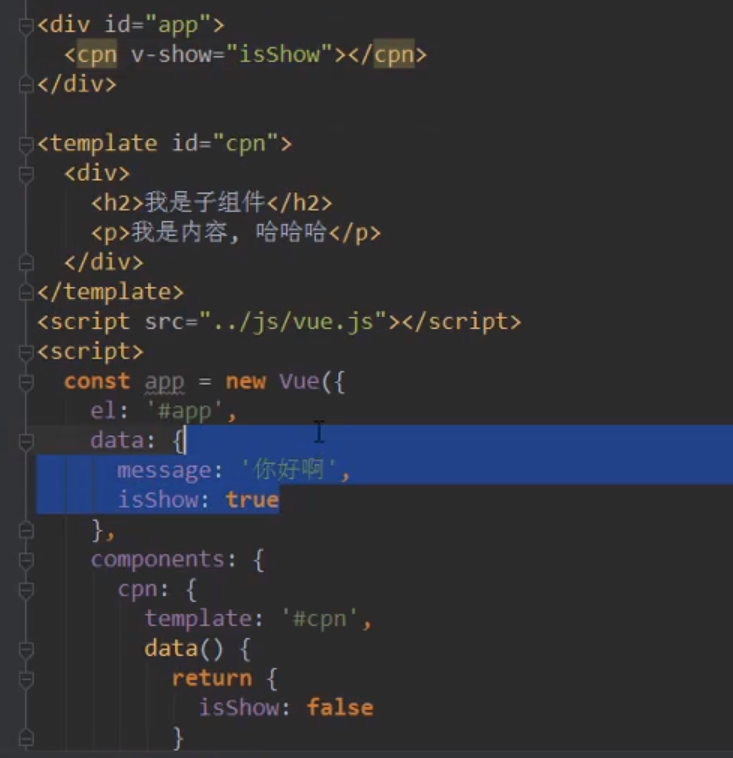 <div id="app">
  <cpn v-show="isShow"></cpn>
</div>

<template id="cpn">
  <div>
    <h2>我是子组件</h2>
    <p>我是内容, 哈哈哈</p>
  </div>
</template>
<script src="../js/vue.js"></script>
<script>
  const app = new Vue({
    el: '#app',
    data: {
      message: '你好啊',
      isShow: true
    },
    components: {
      cpn: {
        template: '#cpn',
        data() {
          return {
            isShow: false
          }